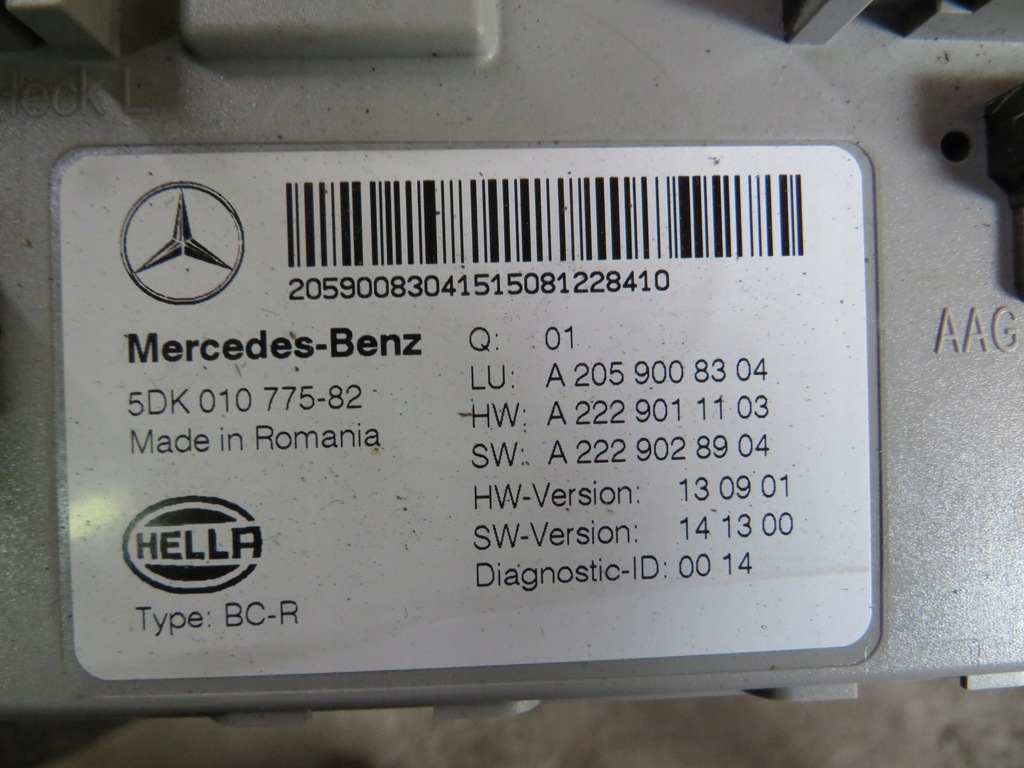 Heck L
20590083041515081228410
Mercedes-Benz
5DK 010 775-82
Made in Romania
HELLA
Type: BC-R
Q: 01
LU: A 205 900 83 04
HW: A 222 901 11 03
SW: A 222 902 89 04
HW-Version: 13 09 01
SW-Version: 14 13 00
Diagnostic-ID: 00 14
AAG